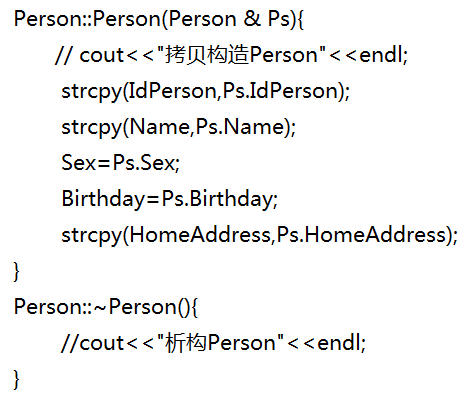 Person::Person(Person & Ps){
// cout<<"拷贝构造Person"<<endl;
strcpy(IdPerson,Ps.IdPerson);
strcpy(Name,Ps.Name);
Sex=Ps.Sex;
Birthday=Ps.Birthday;
strcpy(HomeAddress,Ps.HomeAddress);
}
Person::~Person(){
//cout<<"析构Person"<<endl;
}